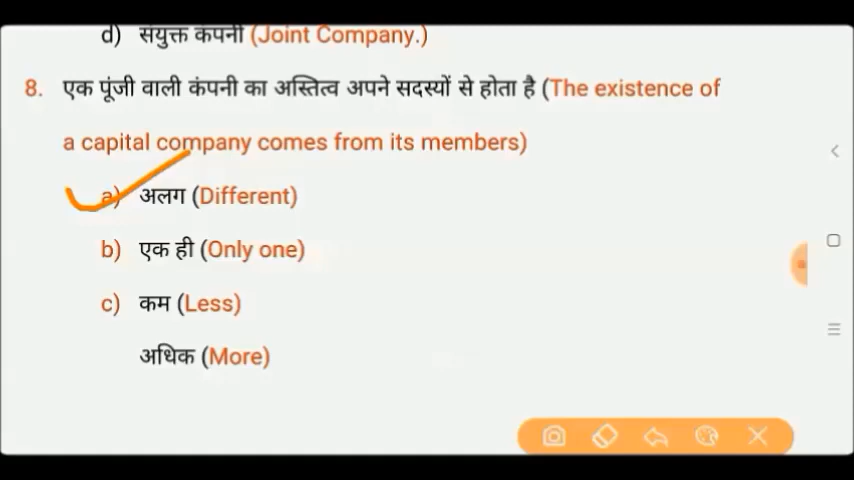 d) संयुक्त कंपनी (Joint Company.)
8. एक पूंजी वाली कंपनी का अस्तित्व अपने सदस्यों से होता है (The existence of
a capital company comes from its members)
a) अलग (Different)
b) एक ही (Only one)
c) कम (Less)
अधिक (More)